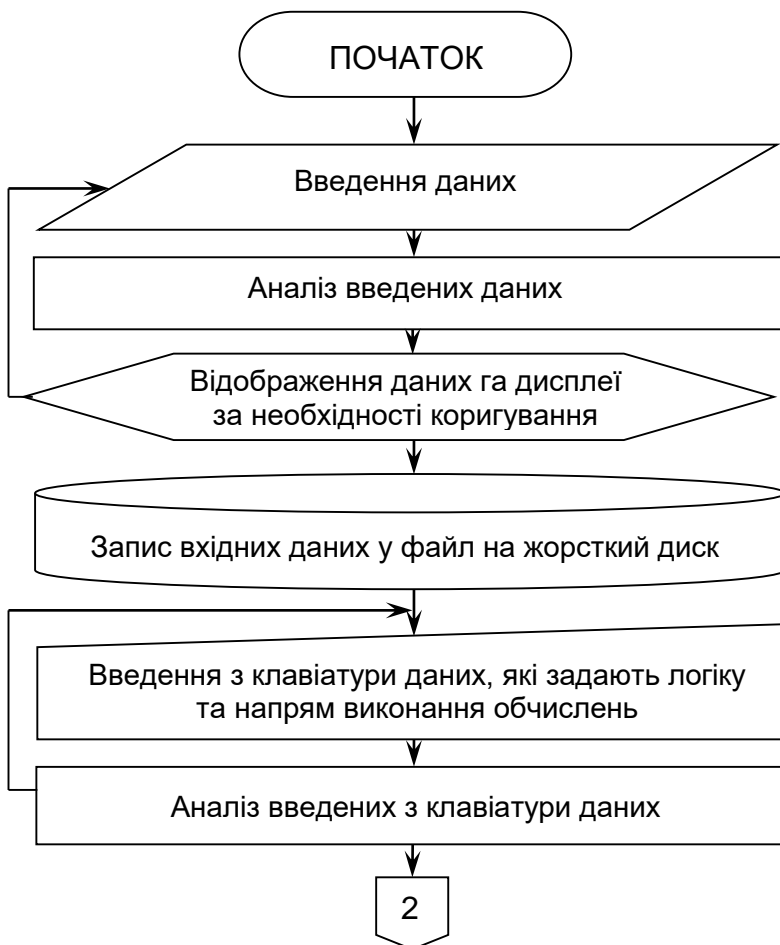 ПОЧАТОК
Введення даних
Аналіз введених даних
Відображення даних га дисплеї
за необхідності коригування
Запис вхідних даних у файл на жорсткий диск
Введення з клавіатури даних, які задають логіку
та напрям виконання обчислень
Аналіз введених з клавіатури даних
2